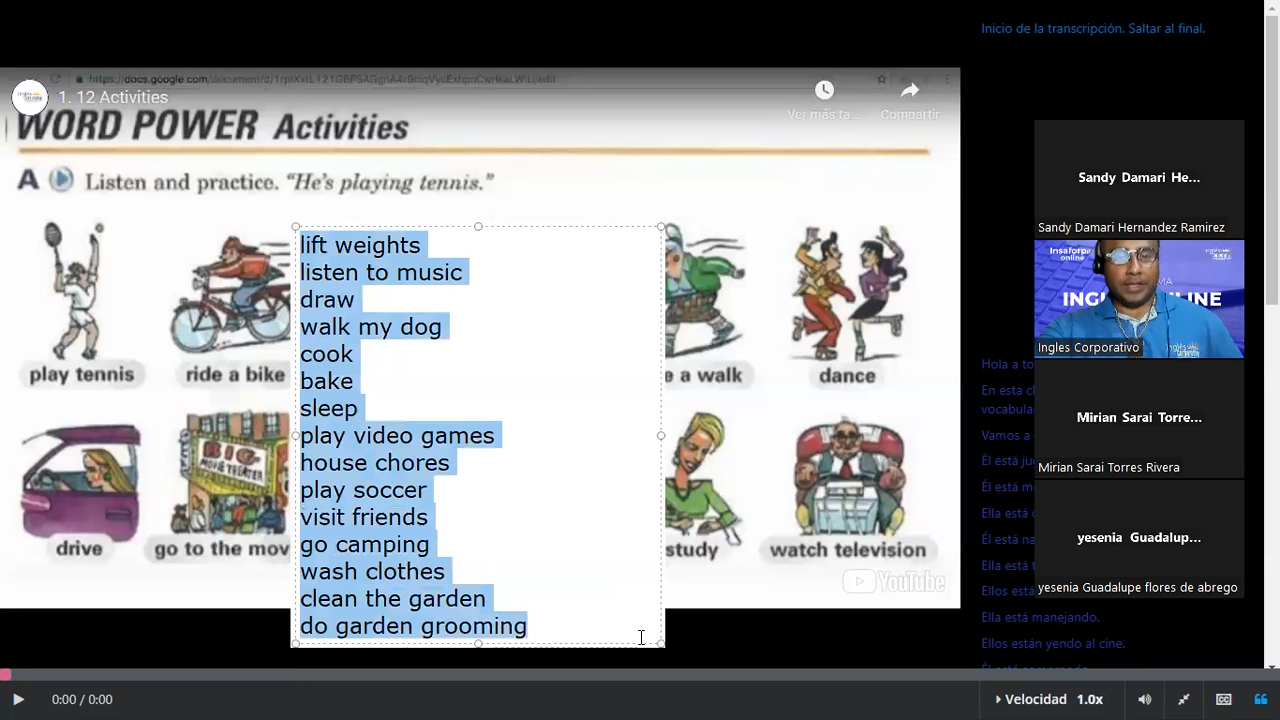 Inicio de la transcripción. Saltar al final.
1. 12 Activities
Ver más ta...
Compartir
WORD POWER Activities
A Listen and practice. “He's playing tennis.”
play tennis
ride a bike
e a walk
dance
drive
go to the mov
study
watch television
YouTube
lift weights
listen to music
draw
walk my dog
cook
bake
sleep
play video games
house chores
play soccer
visit friends
go camping
wash clothes
clean the garden
do garden grooming
Sandy Damari He...
Sandy Damari Hernandez Ramirez
Ingles Corporativo
Mirian Sarai Torre...
Mirian Sarai Torres Rivera
yesenia Guadalup...
yesenia Guadalupe flores de abrego
Hola a to
En esta c
vocabula
Vamos a
Él está ju
Él está m
Ella está
Él está na
Ella está t
Ellos está
Ella está manejando.
Ellos están yendo al cine.
0:00 / 0:00
Velocidad 1.0x